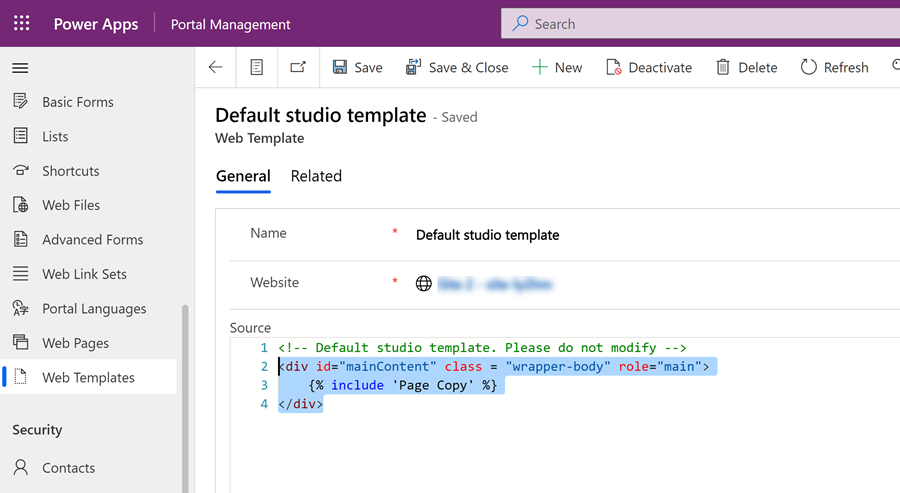 Power Apps Portal Management Search
Save Save & Close New Deactivate Delete Refresh
Basic Forms
Lists
Shortcuts
Web Files
Advanced Forms
Web Link Sets
Portal Languages
Web Pages
Web Templates
Security
Contacts
Default studio template - Saved
Web Template
General Related
Name * Default studio template
Website *
Source
1 <!-- Default studio template. Please do not modify -->
2 <div id="mainContent" class = "wrapper-body" role="main">
3 {% include 'Page Copy' %}
4 </div>